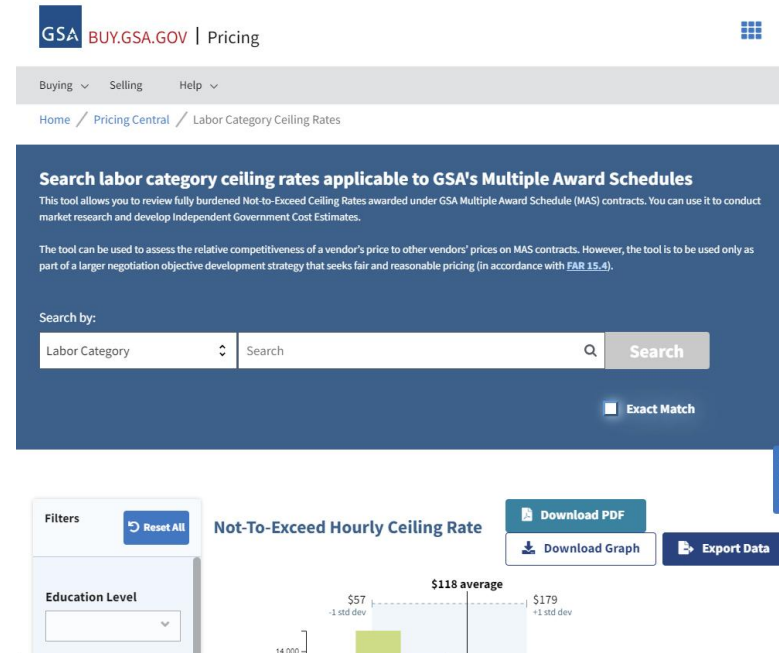 GSA BUY.GSA.GOV | Pricing
Buying Selling Help
Home / Pricing Central / Labor Category Ceiling Rates
Search labor category ceiling rates applicable to GSA's Multiple Award Schedules
This tool allows you to review fully burdened Not-to-Exceed Ceiling Rates awarded under GSA Multiple Award Schedule (MAS) contracts. You can use it to conduct
market research and develop Independent Government Cost Estimates.
The tool can be used to assess the relative competitiveness of a vendor's price to other vendors' prices on MAS contracts. However, the tool is to be used only as
part of a larger negotiation objective development strategy that seeks fair and reasonable pricing (in accordance with FAR 15.4).
Search by:
Labor Category Search Search
Exact Match
Filters
Reset All
Not-To-Exceed Hourly Ceiling Rate
Download PDF
Download Graph
Export Data
Education Level
$118 average
$57
-1 std dev
$179
+1 std dev
14,000